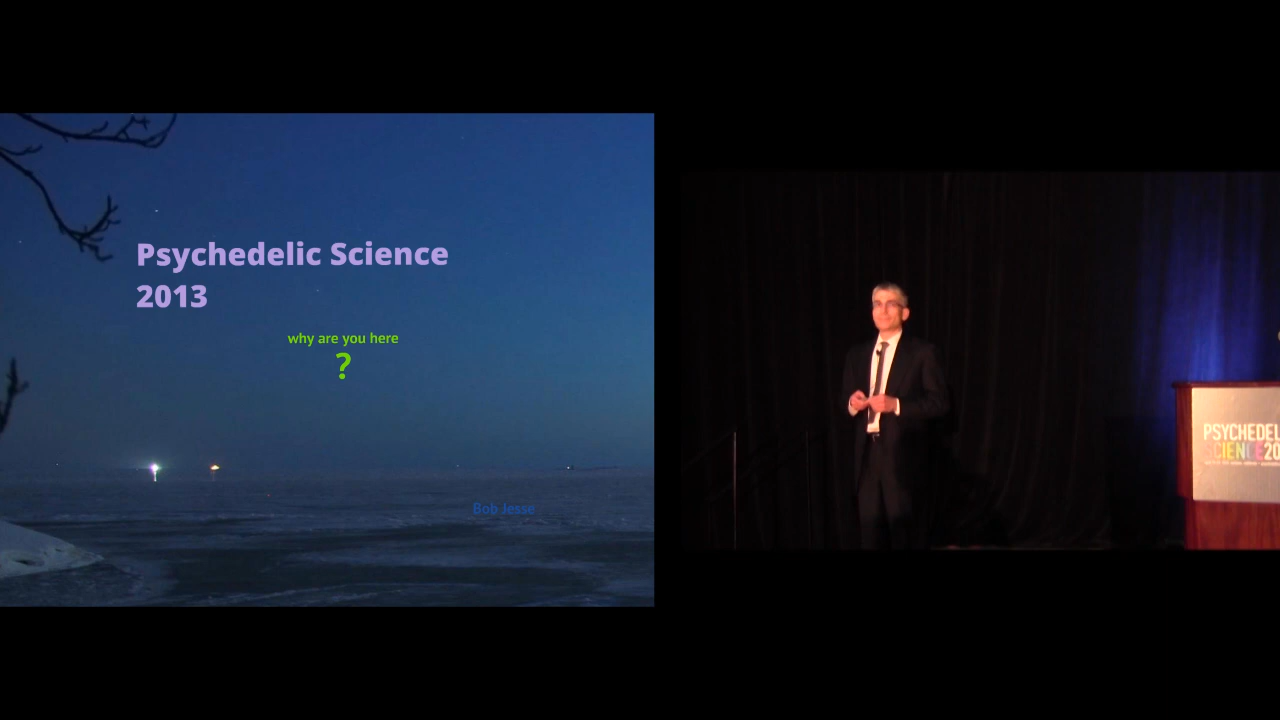 Psychedelic Science
2013
why are you here
?
Bob Jesse
PSYCHEDEL
SCIENCE20